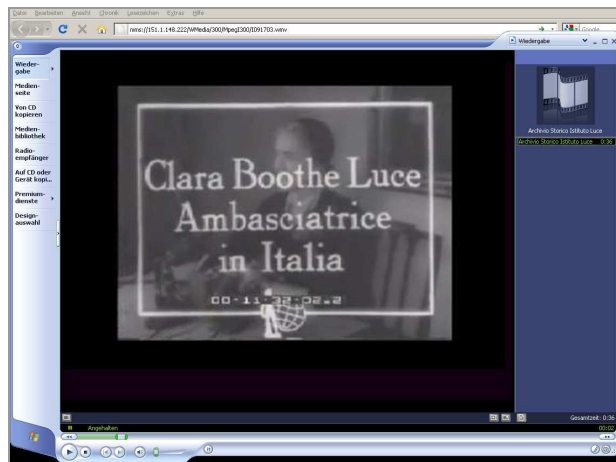 Datei Bearbeiten Ansicht Chronik Lesezeichen Extras Hilfe
mms://151.1.148.222/WMedia/300/Mpegl300/I091703.wmv
Google
Wiedergabe
Wieder-
gabe
Medien-
seite
Von CD
kopieren
Medien-
bibliothek
Radio-
empfänger
Auf CD oder
Gerät kopi...
Premium-
dienste
Design-
auswahl
Clara Boothe Luce
Ambasciatrice
in Italia
00-11-32-02.2
Archivio Storico Istituto Luce
Archivio Storico Istituto Luce 0:36
Gesamtzeit: 0:36
Angehalten 00:02